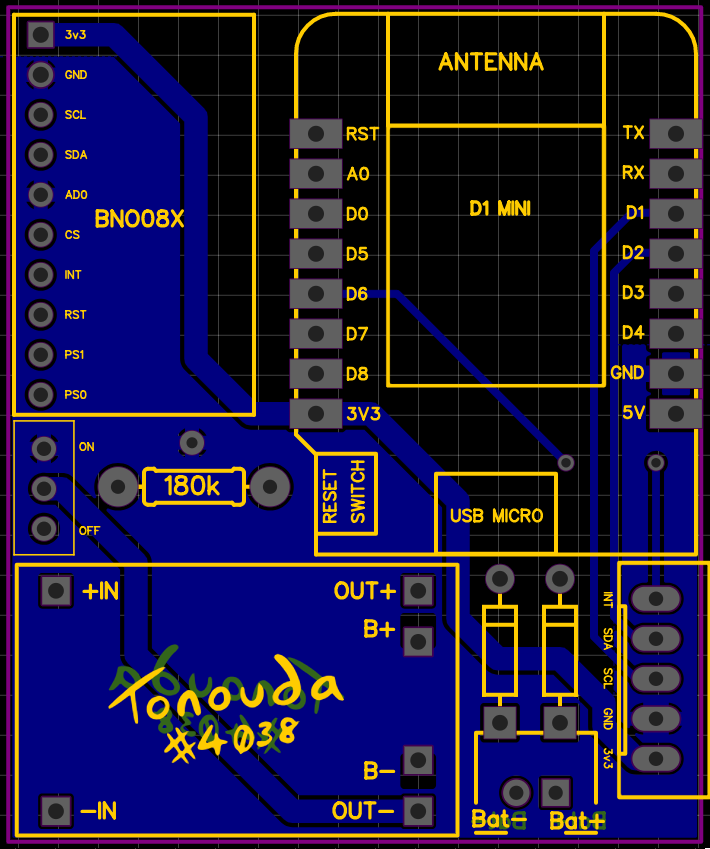 3v3
GND
SCL
SDA
AD0
CS
INT
RST
PS1
PS0
BNO08X
ANTENNA
D1 MINI
RST
A0
D0
D5
D6
D7
D8
3V3
TX
RX
D1
D2
D3
D4
GND
5V
RESET
SWITCH
USB MICRO
ON
OFF
180k
+IN
-IN
OUT+
B+
B-
OUT-
Tonouda
#4038
INT
SDA
SCL
GND
3v3
Bat-
Bat+